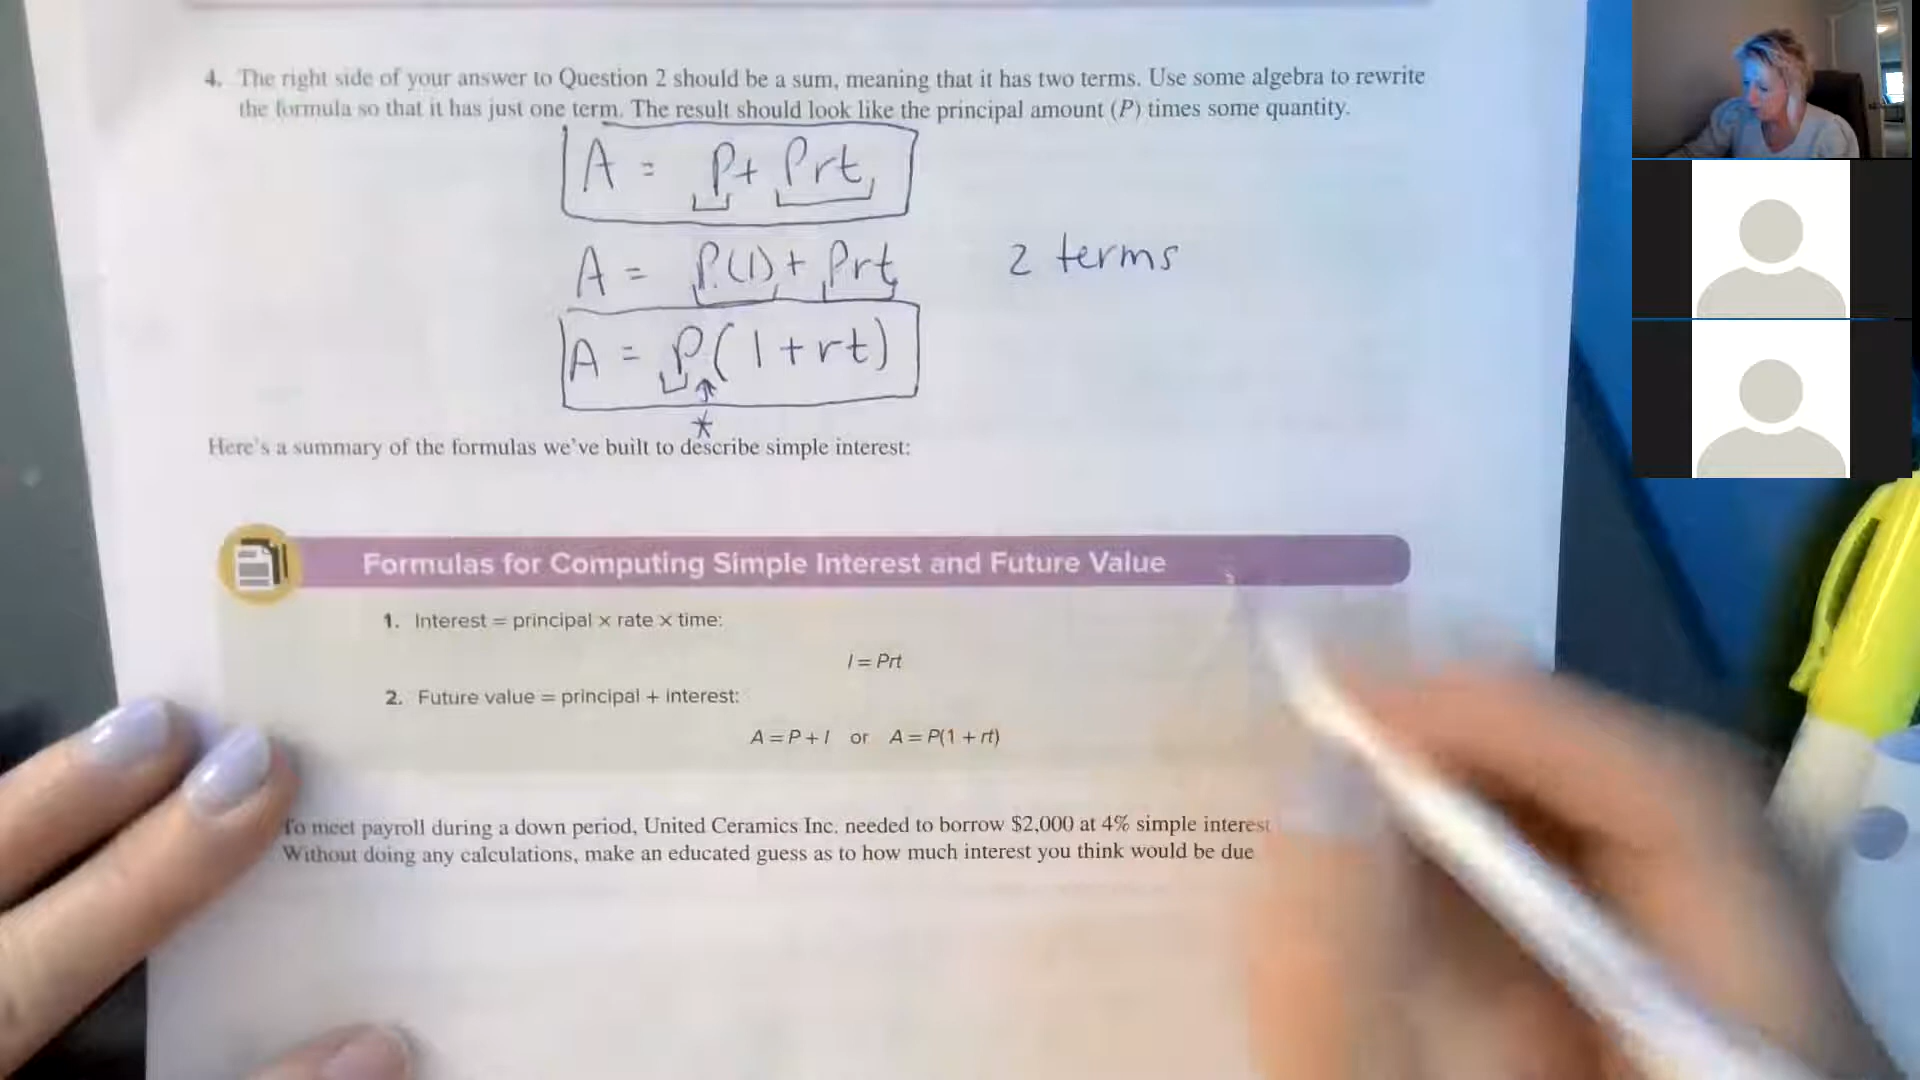 4. The right side of your answer to Question 2 should be a sum, meaning that it has two terms. Use some algebra to rewrite
the formula so that it has just one term. The result should look like the principal amount (P) times some quantity.
A = P + Prt
A = P(1) + Prt 2 terms
A = P(1+rt)
*
Here's a summary of the formulas we've built to describe simple interest:
Formulas for Computing Simple Interest and Future Value
1. Interest = principal × rate × time:
I = Prt
2. Future value = principal + interest:
A = P + I or A = P(1 + rt)
To meet payroll during a down period, United Ceramics Inc. needed to borrow $2,000 at 4% simple interest
Without doing any calculations, make an educated guess as to how much interest you think would be due